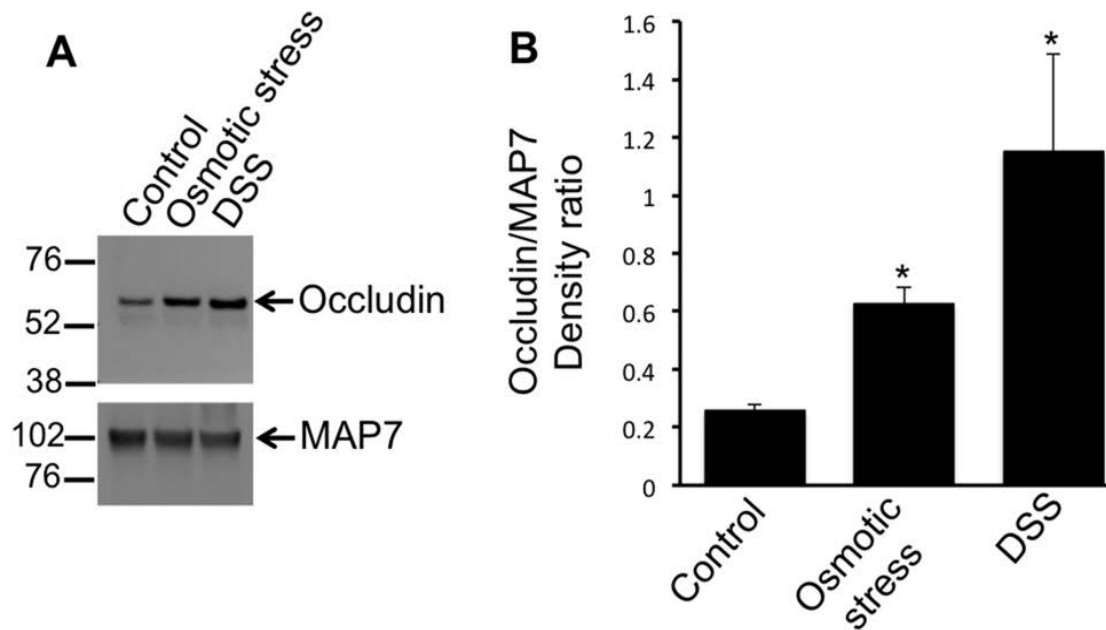 A
Control
Osmotic stress
DSS
76
52
38
Occludin
102
76
MAP7
B
Occludin/MAP7
Density ratio
1.6
1.4
1.2
1
0.8
0.6
0.4
0.2
0
*
*
Control
Osmotic
stress
DSS